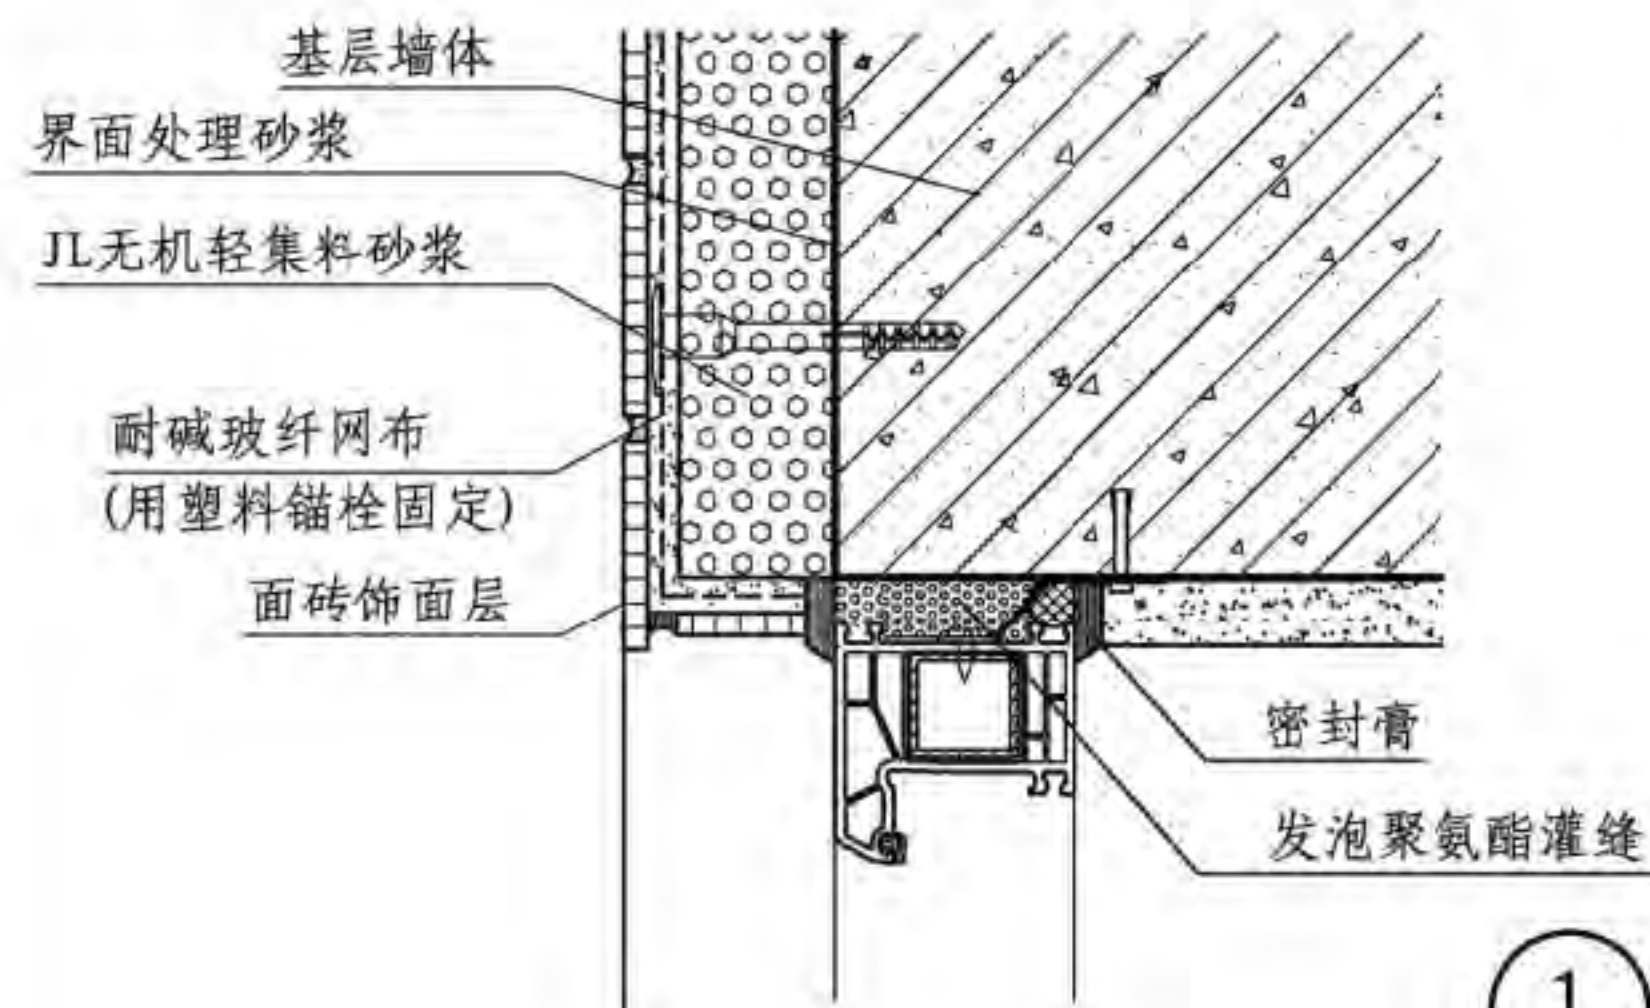 基层墙体
界面处理砂浆
JL无机轻集料砂浆
耐碱玻纤网布
(用塑料锚栓固定)
面砖饰面层
密封膏
发泡聚氨酯灌缝
1